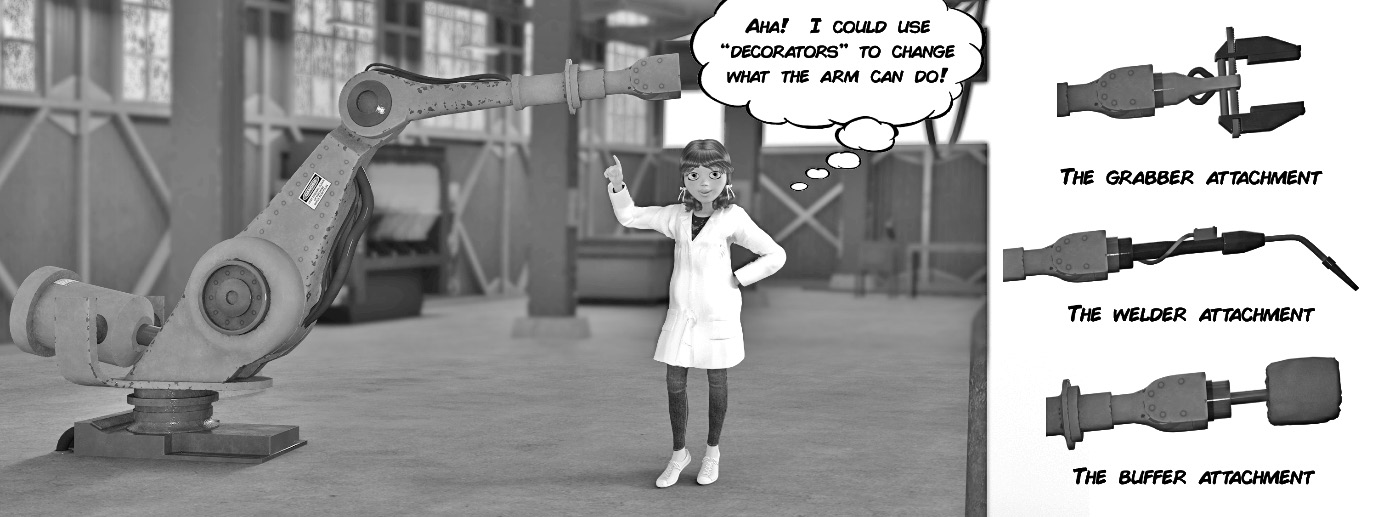 Aha! I could use
“decorators” to change
what the arm can do!
The grabber attachment
The welder attachment
The buffer attachment